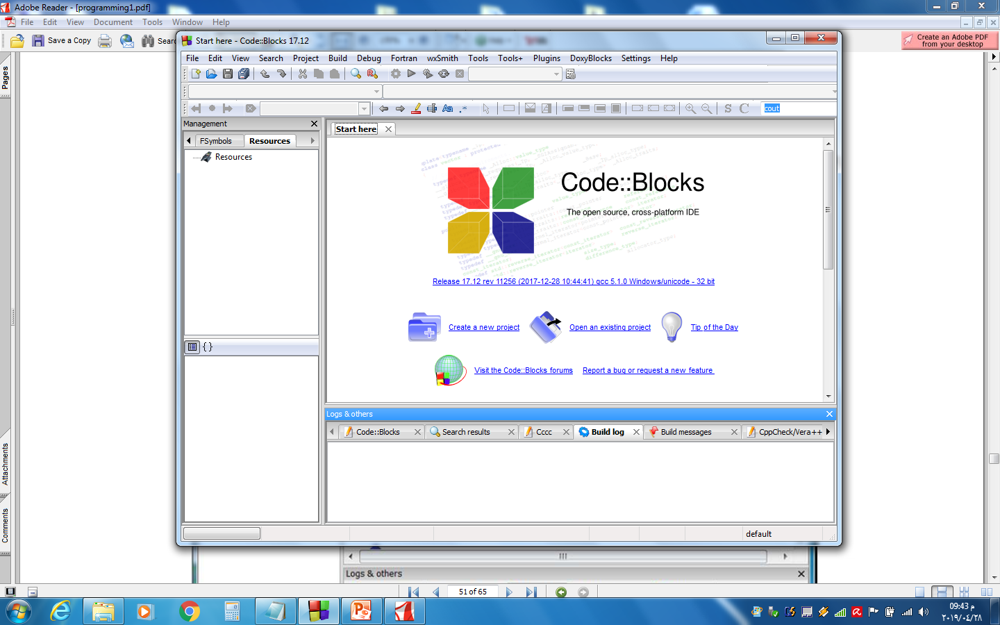 Adobe Reader - [programming1.pdf]
File Edit View Document Tools Window Help
Save a Copy
Sear
Create an Adobe PDF
from your desktop
Pages
Attachments
Comments
Start here - Code::Blocks 17.12
File Edit View Search Project Build Debug Fortran wxSmith Tools Tools+ Plugins DoxyBlocks Settings Help
Aa .*
S C
cout
Management
FSymbols Resources
Resources
{}
Start here
Code::Blocks
The open source, cross-platform IDE
Release 17.12 rev 11256 (2017-12-28 10:44:41) gcc 5.1.0 Windows/unicode - 32 bit
Create a new project Open an existing project Tip of the Day
Visit the Code::Blocks forums Report a bug or request a new feature
Logs & others
Code::Blocks Search results Cccc Build log Build messages CppCheck/Vera++
default
Logs & others
51 of 65
09:43 م
٢٠١٩/٠٤/٢٨